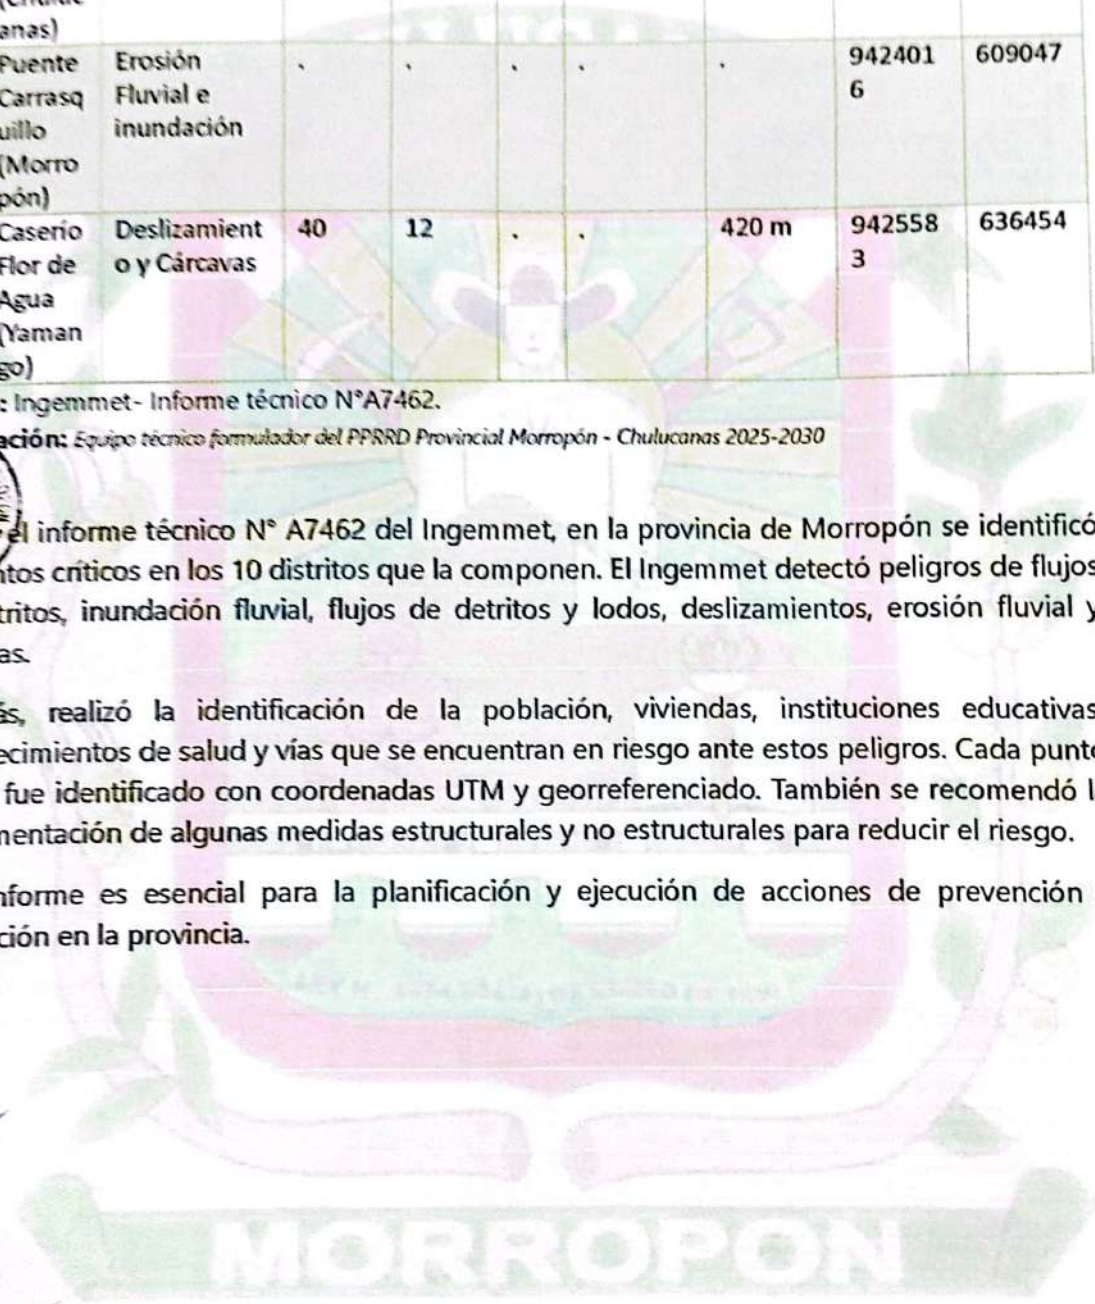 anas)
Puente Erosión . . . . . 942401 609047
Carrasq Fluvial e 6
uillo inundación
(Morro
pón)
Caserío Deslizamient 40 12 . . 420 m 942558 636454
Flor de o y Cárcavas 3
Agua
(Yaman
go)
: Ingemmet- Informe técnico N°A7462.
ación: Equipo técnico formulador del PPRRD Provincial Morropón - Chulucanas 2025-2030
el informe técnico N° A7462 del Ingemmet, en la provincia de Morropón se identificó
ntos críticos en los 10 distritos que la componen. El Ingemmet detectó peligros de flujos
tritos, inundación fluvial, flujos de detritos y lodos, deslizamientos, erosión fluvial y
as.
ás, realizó la identificación de la población, viviendas, instituciones educativas
ecimientos de salud y vías que se encuentran en riesgo ante estos peligros. Cada punto
fue identificado con coordenadas UTM y georreferenciado. También se recomendó l
mentación de algunas medidas estructurales y no estructurales para reducir el riesgo.
nforme es esencial para la planificación y ejecución de acciones de prevención
ción en la provincia.
MORROPON